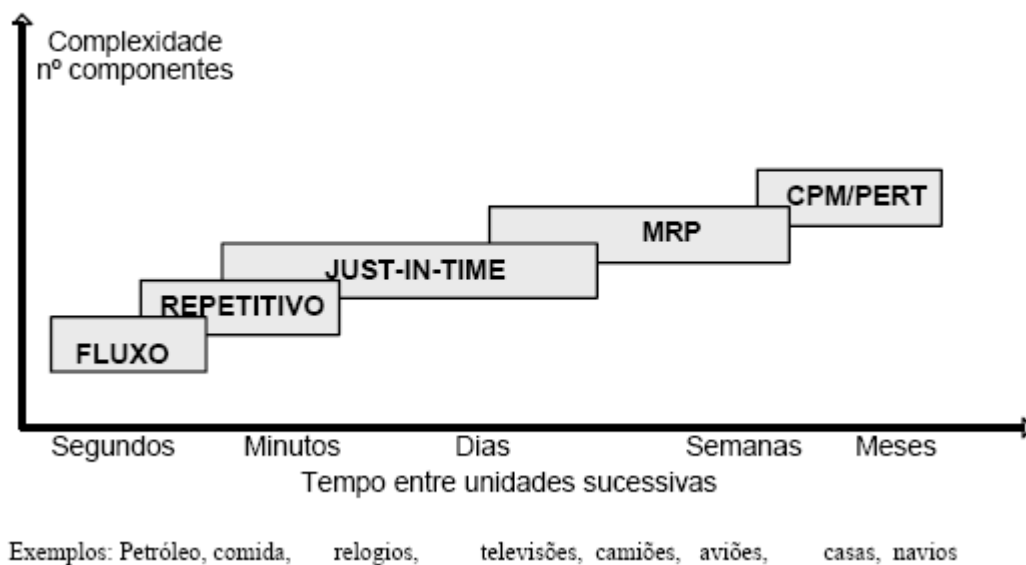 Complexidade
nº componentes
CPM/PERT
MRP
JUST-IN-TIME
REPETITIVO
FLUXO
Segundos Minutos Dias Semanas Meses
Tempo entre unidades sucessivas
Exemplos: Petróleo, comida, relogios, televisões, camiões, aviões, casas, navios